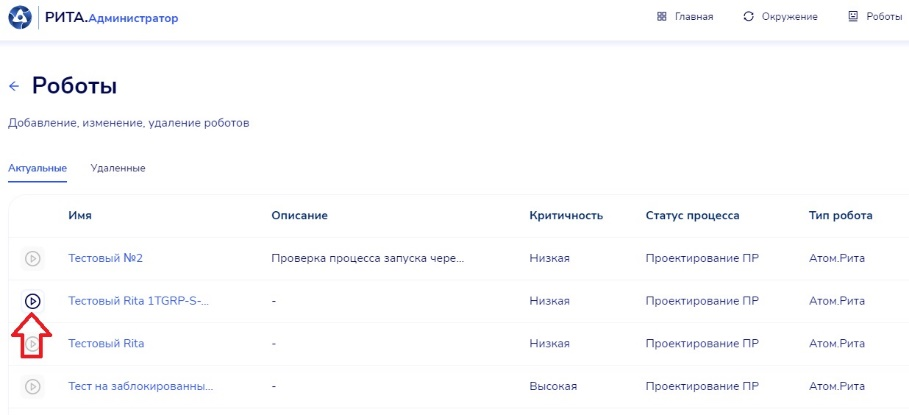 РИТА.Администратор
Главная
Окружение
Роботы
Роботы
Добавление, изменение, удаление роботов
Актуальные Удаленные
Имя Описание Критичность Статус процесса Тип робота
Тестовый №2 Проверка процесса запуска чере... Низкая Проектирование ПР Атом.Рита
Тестовый Rita 1TGRP-S-... - Низкая Проектирование ПР Атом.Рита
Тестовый Rita - Низкая Проектирование ПР Атом.Рита
Тест на заблокированны... - Высокая Проектирование ПР Атом.Рита